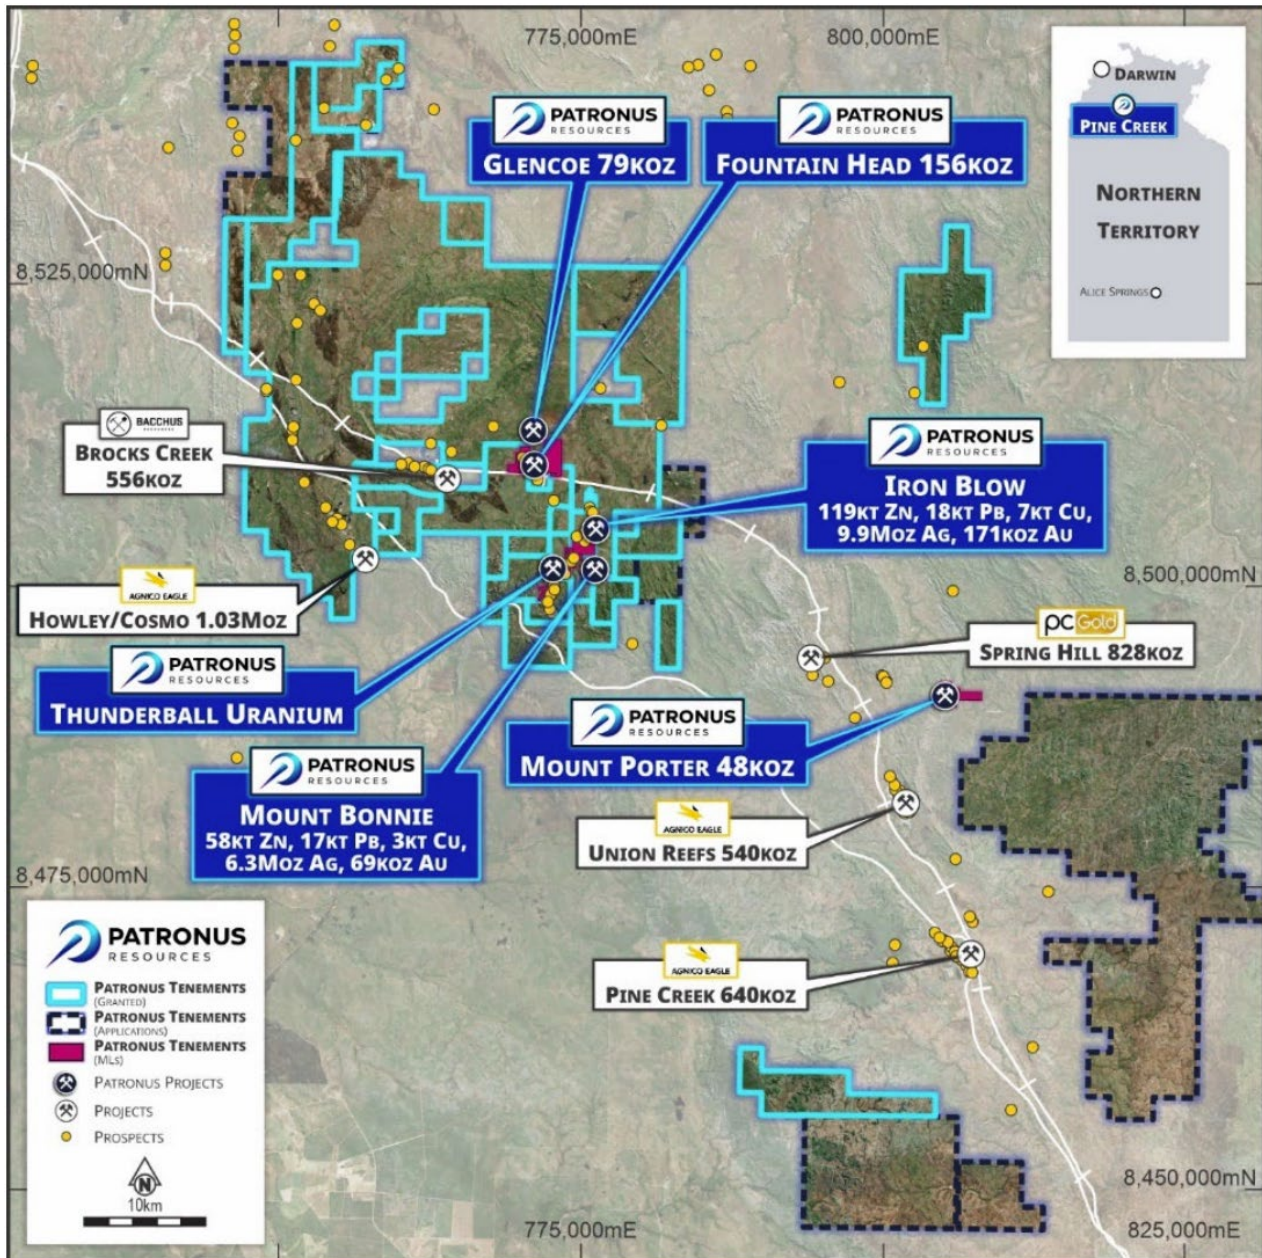 775,000mE
800,000mE
DARWIN
PINE CREEK
NORTHERN
TERRITORY
ALICE SPRINGS
PATRONUS
RESOURCES
GLENCOE 79KOZ
PATRONUS
RESOURCES
FOUNTAIN HEAD 156KOZ
8,525,000mN
BACCHUS
RESOURCES
BROCKS CREEK
556KOZ
PATRONUS
RESOURCES
IRON BLOW
119KT ZN, 18KT PB, 7KT CU,
9.9MOZ AG, 171KOZ AU
AGNICO EAGLE
HOWLEY/COSMO 1.03MOZ
8,500,000mN
pc Gold
SPRING HILL 828KOZ
PATRONUS
RESOURCES
THUNDERBALL URANIUM
PATRONUS
RESOURCES
MOUNT PORTER 48KOZ
PATRONUS
RESOURCES
MOUNT BONNIE
58KT ZN, 17KT PB, 3KT CU,
6.3MOZ AG, 69KOZ AU
AGNICO EAGLE
UNION REEFS 540KOZ
8,475,000mN
AGNICO EAGLE
PINE CREEK 640KOZ
PATRONUS
RESOURCES
PATRONUS TENEMENTS
(GRANTED)
PATRONUS TENEMENTS
(APPLICATIONS)
PATRONUS TENEMENTS
(MLS)
PATRONUS PROJECTS
PROJECTS
PROSPECTS
N
10km
8,450,000mN
775,000mE
825,000mE